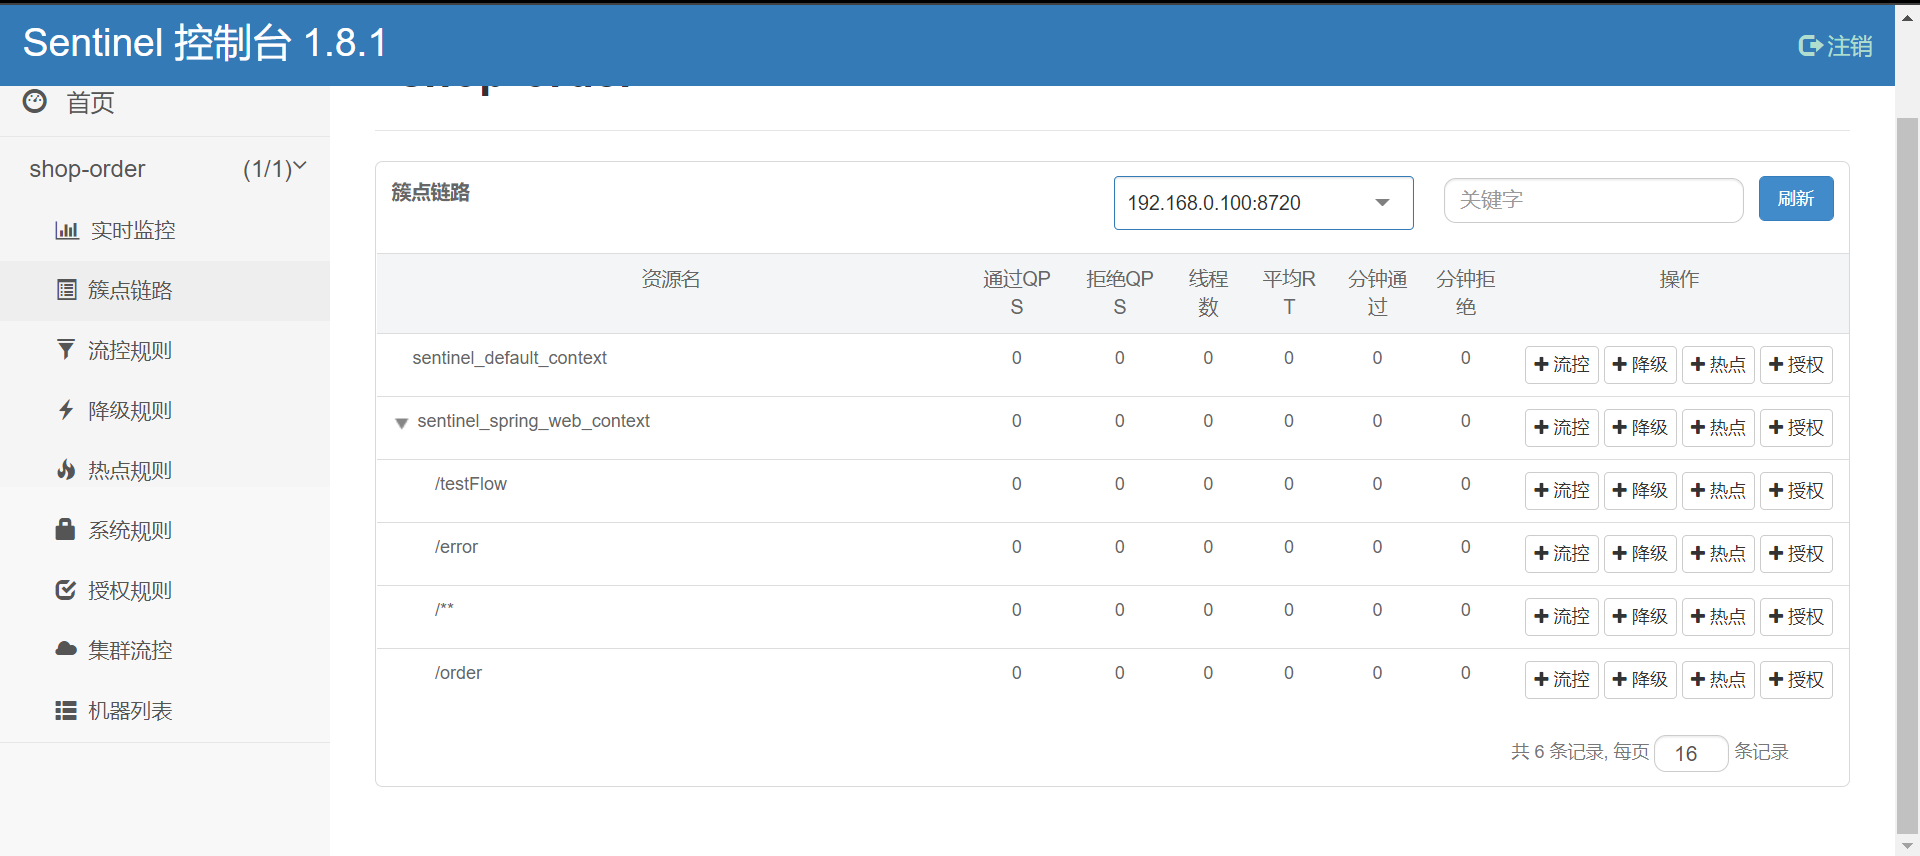 Sentinel 控制台 1.8.1
注销
首页
shop-order (1/1)
实时监控
簇点链路
流控规则
降级规则
热点规则
系统规则
授权规则
集群流控
机器列表
shop-order
簇点链路
192.168.0.100:8720
关键字
刷新
资源名 通过QPS 拒绝QPS 线程数 平均RT 分钟通过 分钟拒绝 操作
sentinel_default_context 0 0 0 0 0 0 流控 降级 热点 授权
sentinel_spring_web_context 0 0 0 0 0 0 流控 降级 热点 授权
/testFlow 0 0 0 0 0 0 流控 降级 热点 授权
/error 0 0 0 0 0 0 流控 降级 热点 授权
/** 0 0 0 0 0 0 流控 降级 热点 授权
/order 0 0 0 0 0 0 流控 降级 热点 授权
共 6 条记录, 每页 16 条记录